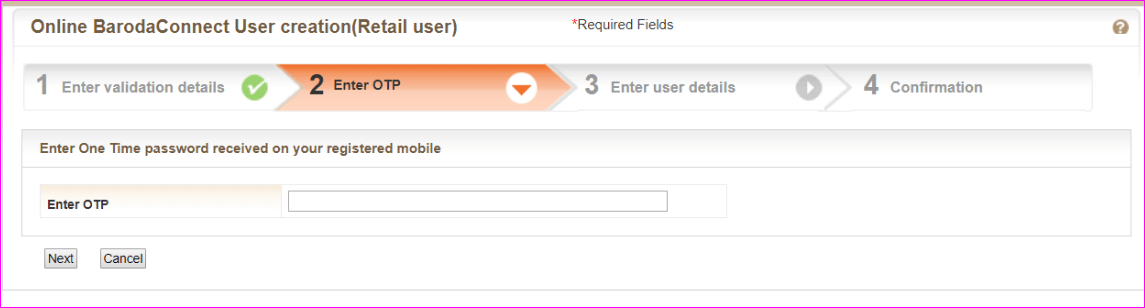 Online BarodaConnect User creation(Retail user) *Required Fields ?
1 Enter validation details 2 Enter OTP 3 Enter user details 4 Confirmation
Enter One Time password received on your registered mobile
Enter OTP
Next Cancel